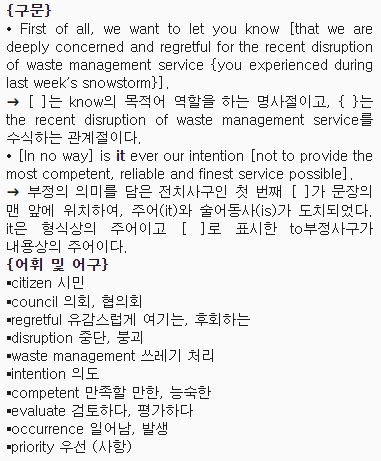 {구문}
• First of all, we want to let you know [that we are
deeply concerned and regretful for the recent disruption
of waste management service {you experienced during
last week's snowstorm}].
→ [ ]는 know의 목적어 역할을 하는 명사절이고, { }는
the recent disruption of waste management service를
수식하는 관계절이다.
• [In no way] is it ever our intention [not to provide the
most competent, reliable and finest service possible].
→ 부정의 의미를 담은 전치사구인 첫 번째 [ ]가 문장의
맨 앞에 위치하여, 주어(it)와 술어동사(is)가 도치되었다.
it은 형식상의 주어이고 [ ]로 표시한 to부정사구가
내용상의 주어이다.
{어휘 및 어구}
▪citizen 시민
▪council 의회, 협의회
▪regretful 유감스럽게 여기는, 후회하는
▪disruption 중단, 붕괴
▪waste management 쓰레기 처리
▪intention 의도
▪competent 만족할 만한, 능숙한
▪evaluate 검토하다, 평가하다
▪occurrence 일어남, 발생
▪priority 우선 (사항)